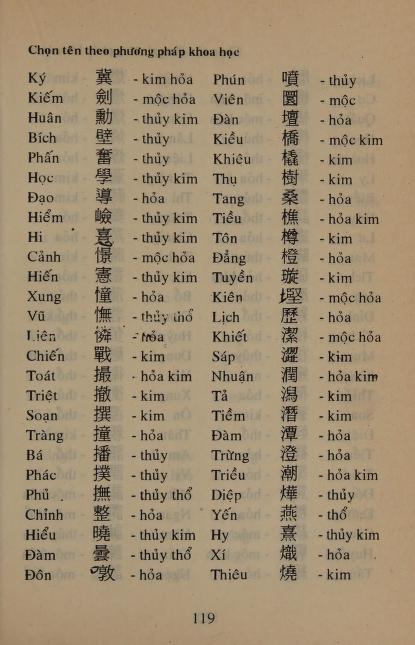 Chọn tên theo phương pháp khoa học
Ký 冀 - kim hỏa Phún 噴 - thủy
Kiếm 劍 - mộc hỏa Viên 圜 - mộc
Huân 勳 - thủy kim Đàn 壇 - hỏa
Bích 壁 - thủy Kiều 橋 - mộc kim
Phấn 奮 - thủy Khiêu 橇 - kim
Học 學 - thủy kim Thụ 樹 - kim
Đạo 導 - hỏa Tang 桑 - kim
Hiểm 嶮 - thủy kim Tiều 樵 - hỏa kim
Hi 憙 - thủy kim Tôn 樽 - kim
Cảnh 憬 - mộc hỏa Đẳng 橙 - hỏa
Hiến 憲 - thủy kim Tuyền 璇 - kim
Xung 憧 - hỏa Kiên - mộc hỏa
Vũ 憮 - thủy thổ Lịch 歷 - hỏa
Liên 憐 - hỏa Khiết 潔 - mộc hỏa
Chiến 戰 - kim Sáp 澀 - kim
Toát 撮 - hỏa kim Nhuận 潤 - hỏa kim
Triệt 撤 - kim Tả 潟 - kim
Soạn 撰 - kim Tiềm 潛 - kim
Tràng 撞 - hỏa Đàm 潭 - hỏa
Bá 播 - thủy Trừng 澄 - hỏa
Phác 撲 - thủy Triều 潮 - hỏa kim
Phủ 撫 - thủy thổ Diệp 燁 - thủy
Chỉnh 整 - hỏa Yến 燕 - thổ
Hiểu 曉 - thủy kim Hy 熹 - thủy kim
Đàm 曇 - thủy thổ Xí 熾 - hỏa
Đôn 暾 - hỏa Thiêu 燒 - kim
119